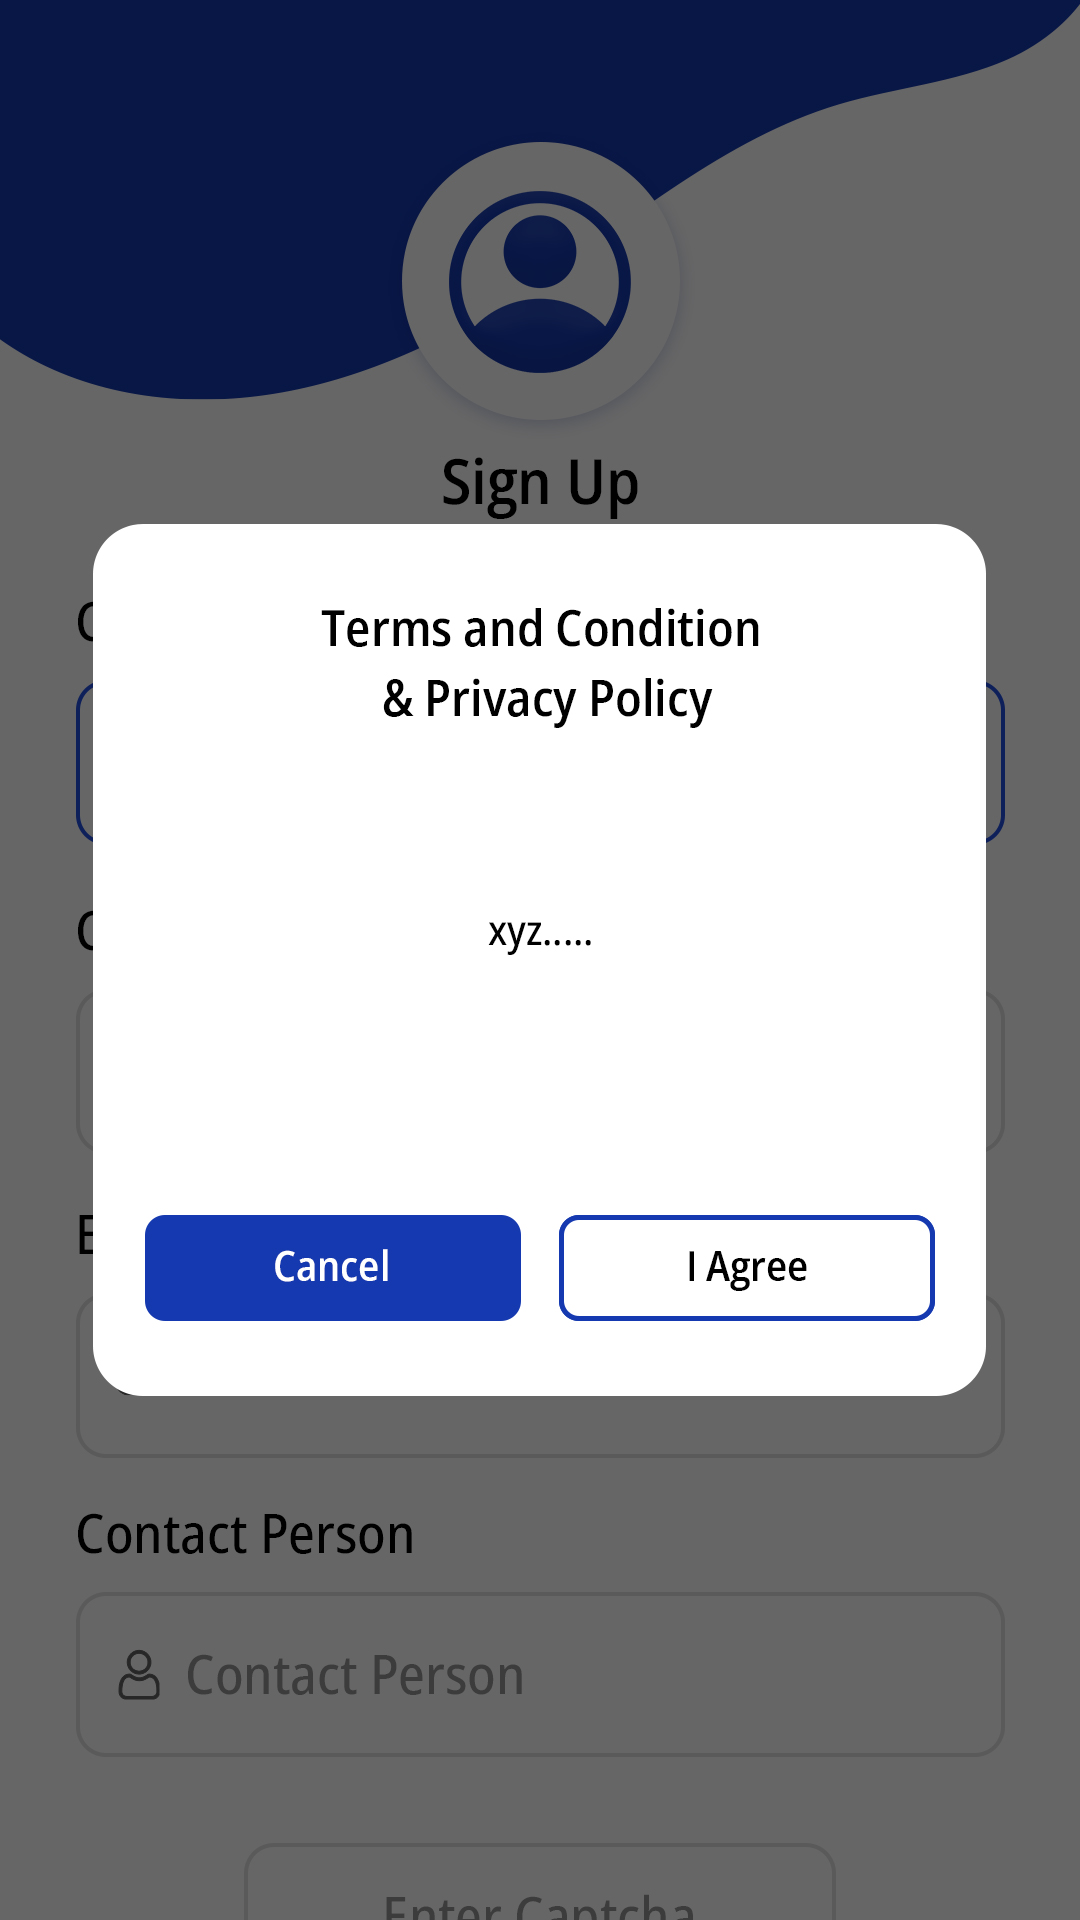 Sign Up
Terms and Condition
& Privacy Policy
xyz.....
Cancel
I Agree
Contact Person
Contact Person
Enter Captcha